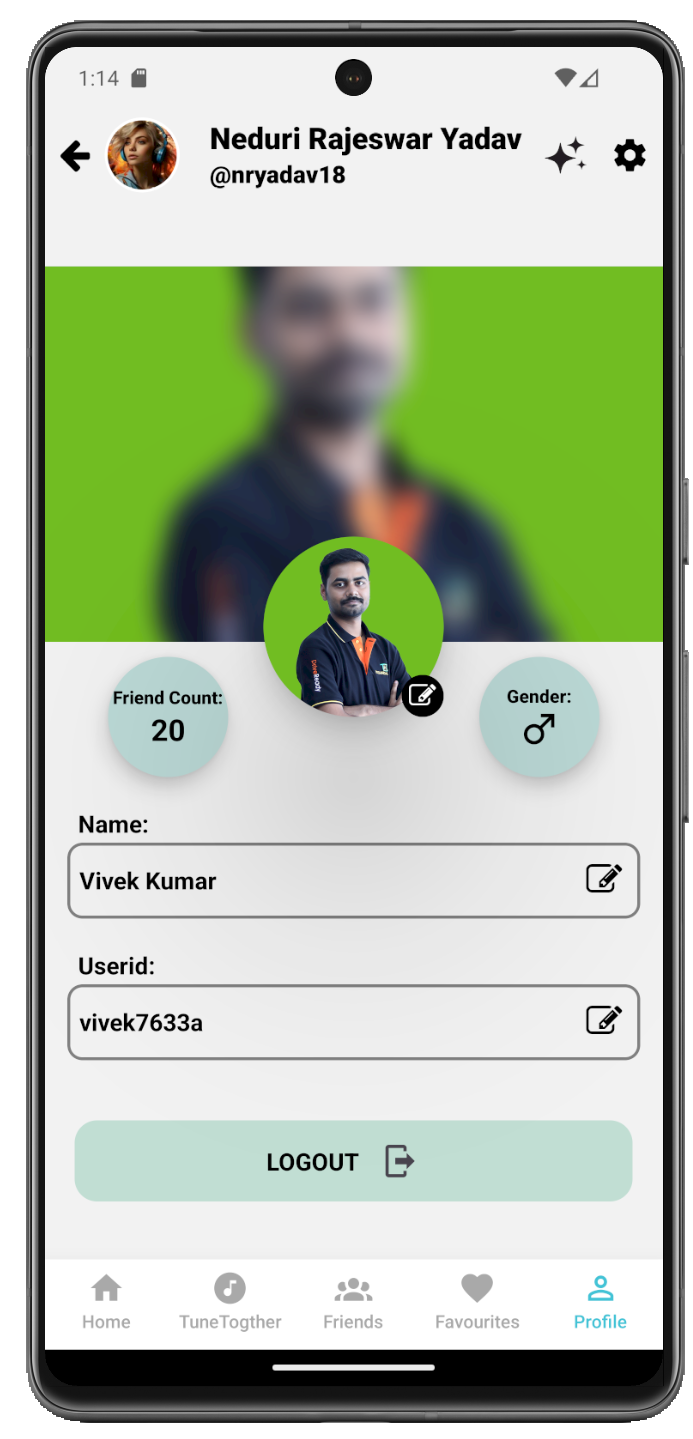 1:14
Neduri Rajeswar Yadav
@nryadav18
Friend Count:
20
Gender:
Name:
Vivek Kumar
Userid:
vivek7633a
LOGOUT
Home
TuneTogther
Friends
Favourites
Profile